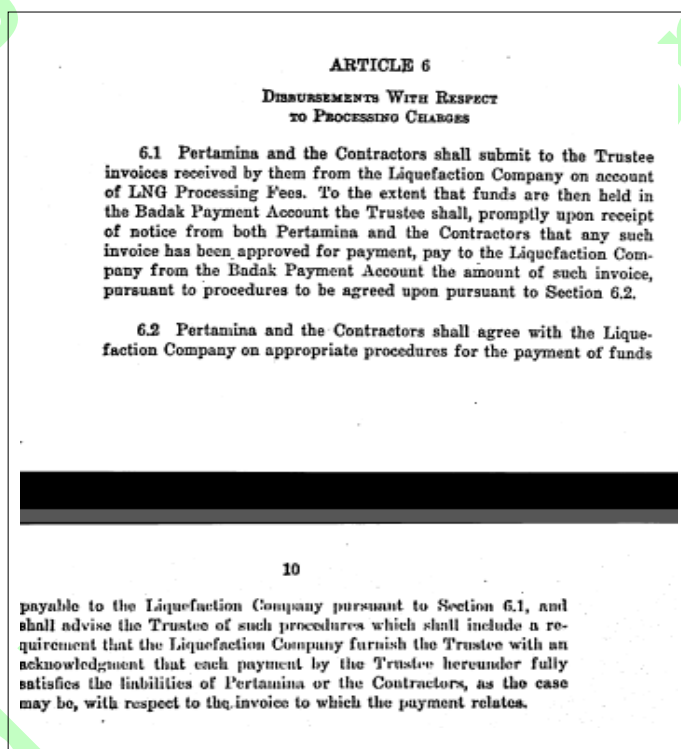 ARTICLE 6
DISBURSEMENTS WITH RESPECT
TO PROCESSING CHARGES
6.1 Pertamina and the Contractors shall submit to the Trustee
invoices received by them from the Liquefaction Company on account
of LNG Processing Fees. To the extent that funds are then held in
the Badak Payment Account the Trustee shall, promptly upon receipt
of notice from both Pertamina and the Contractors that any such
invoice has been approved for payment, pay to the Liquefaction Com-
pany from the Badak Payment Account the amount of such invoice,
pursuant to procedures to be agreed upon pursuant to Section 6.2.
6.2 Pertamina and the Contractors shall agree with the Lique-
faction Company on appropriate procedures for the payment of funds
10
payable to the Liquefaction Company pursuant to Section 6.1, and
shall advise the Trustee of such procedures which shall include a re-
quirement that the Liquefaction Company furnish the Trustee with an
acknowledgment that each payment by the Trustee hereunder fully
satisfies the liabilities of Pertamina or the Contractors, as the case
may be, with respect to the invoice to which the payment relates.